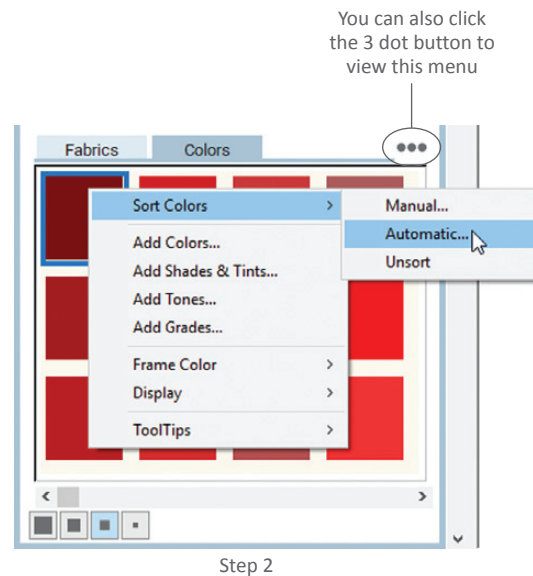 You can also click
the 3 dot button to
view this menu
Fabrics Colors
Sort Colors
Manual...
Automatic...
Unsort
Add Colors...
Add Shades & Tints...
Add Tones...
Add Grades...
Frame Color
Display
ToolTips
Step 2